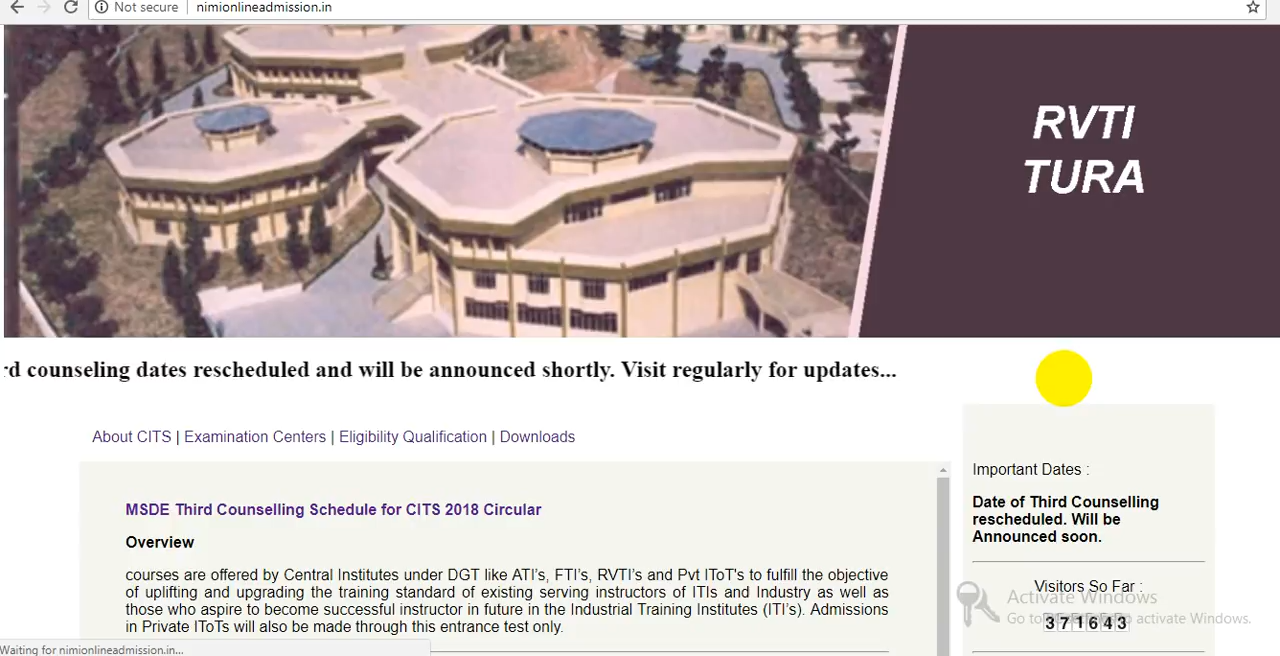 Not secure | nimionlineadmission.in
RVTI
TURA
rd counseling dates rescheduled and will be announced shortly. Visit regularly for updates...
About CITS | Examination Centers | Eligibility Qualification | Downloads
MSDE Third Counselling Schedule for CITS 2018 Circular
Overview
courses are offered by Central Institutes under DGT like ATI's, FTI's, RVTI's and Pvt IToT's to fulfill the objective
of uplifting and upgrading the training standard of existing serving instructors of ITIs and Industry as well as
those who aspire to become successful instructor in future in the Industrial Training Institutes (ITI's). Admissions
in Private IToTs will also be made through this entrance test only.
Important Dates :
Date of Third Counselling
rescheduled. Will be
Announced soon.
Visitors So Far :
371643
Activate Windows
Go to activate Windows.
Waiting for nimionlineadmission.in...